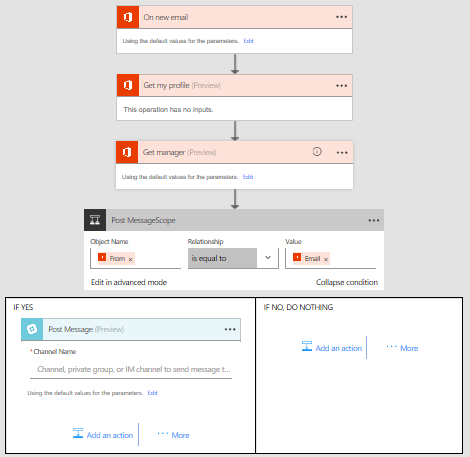 On new email
Using the default values for the parameters. Edit
Get my profile (Preview)
This operation has no inputs.
Get manager (Preview)
Using the default values for the parameters. Edit
Post MessageScope
Object Name Relationship Value
From x is equal to Email x
Edit in advanced mode Collapse condition
IF YES IF NO, DO NOTHING
Post Message (Preview)
* Channel Name
Channel, private group, or IM channel to send message t...
Using the default values for the parameters. Edit
Add an action ... More
Add an action ... More